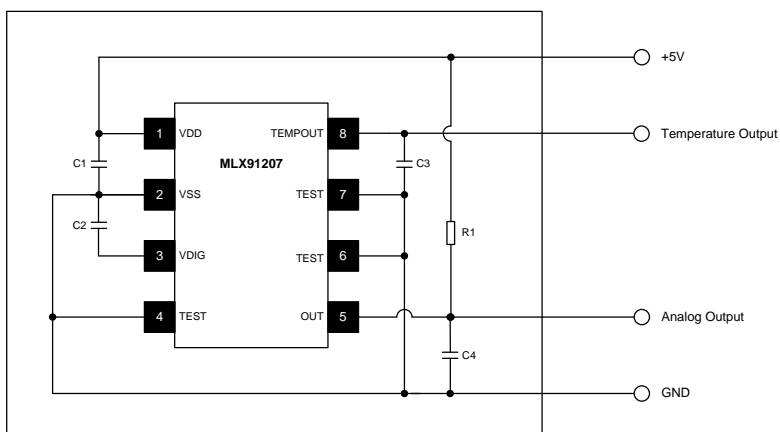 +5V
1 VDD TEMPOUT 8 Temperature Output
MLX91207
C1 C3
2 VSS TEST 7
C2 R1
3 VDIG TEST 6
4 TEST OUT 5 Analog Output
C4
GND